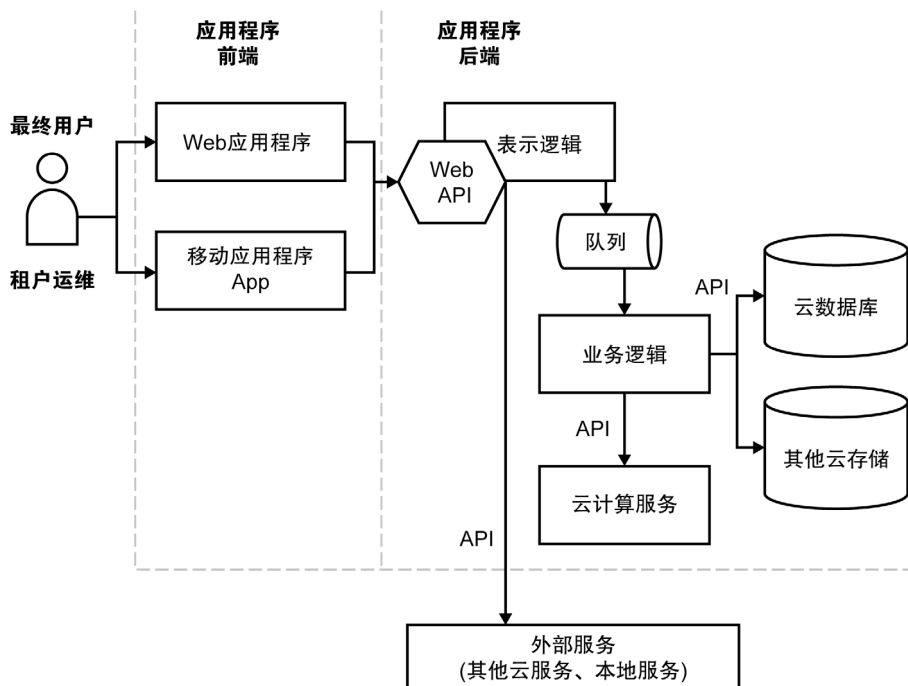 应用程序
前端
应用程序
后端
最终用户
租户运维
Web应用程序
移动应用程序
App
Web
API
表示逻辑
队列
业务逻辑
API
云数据库
其他云存储
API
云计算服务
API
外部服务
(其他云服务、本地服务)